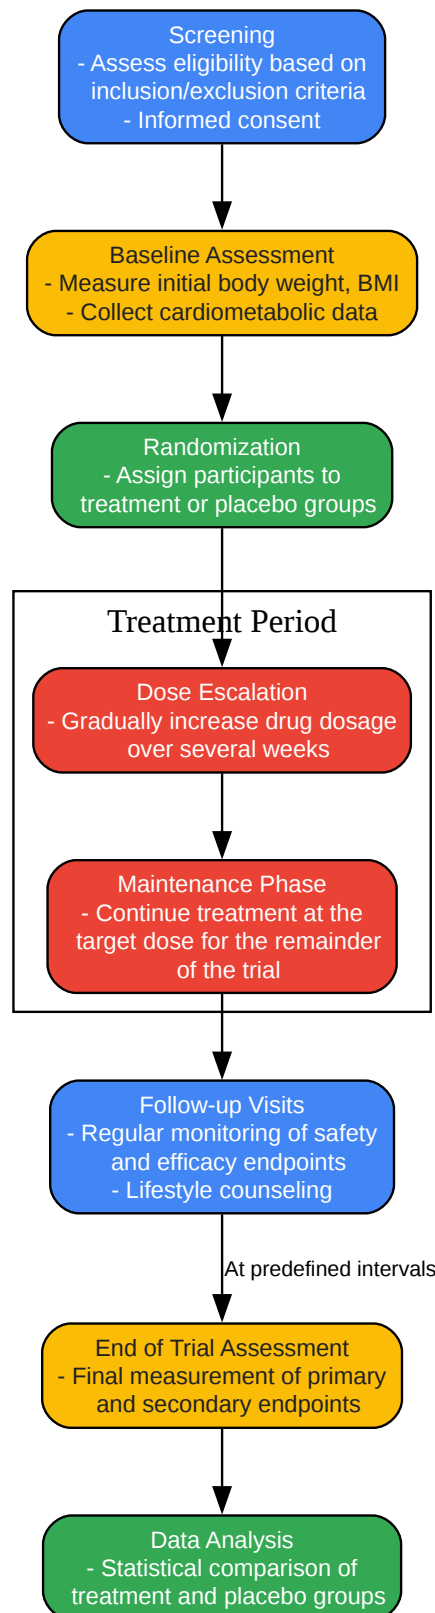 Screening
- Assess eligibility based on
inclusion/exclusion criteria
- Informed consent
Baseline Assessment
- Measure initial body weight, BMI
- Collect cardiometabolic data
Randomization
- Assign participants to
treatment or placebo groups
Treatment Period
Dose Escalation
- Gradually increase drug dosage
over several weeks
Maintenance Phase
- Continue treatment at the
target dose for the remainder
of the trial
Follow-up Visits
- Regular monitoring of safety
and efficacy endpoints
- Lifestyle counseling
At predefined intervals
End of Trial Assessment
- Final measurement of primary
and secondary endpoints
Data Analysis
- Statistical comparison of
treatment and placebo groups